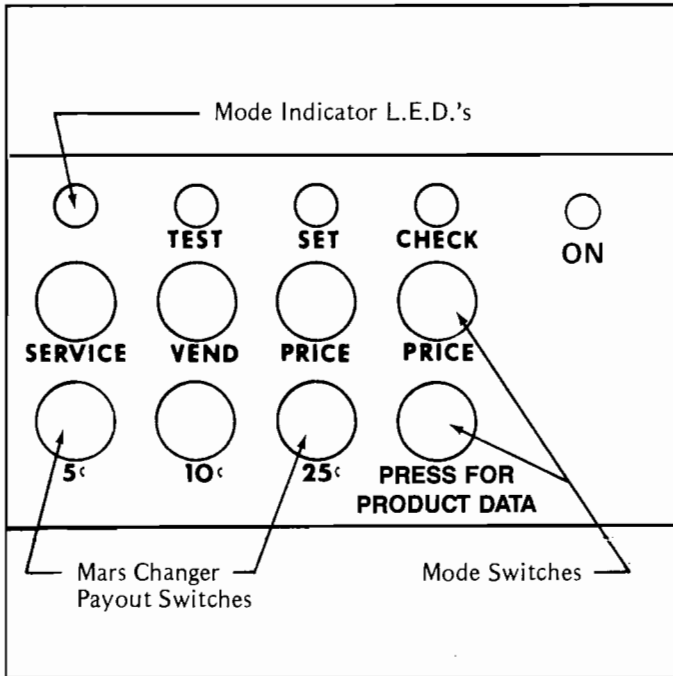 Mode Indicator L.E.D.'s
TEST SET CHECK
ON
SERVICE VEND PRICE PRICE
5¢ 10¢ 25¢ PRESS FOR
PRODUCT DATA
Mars Changer
Payout Switches
Mode Switches